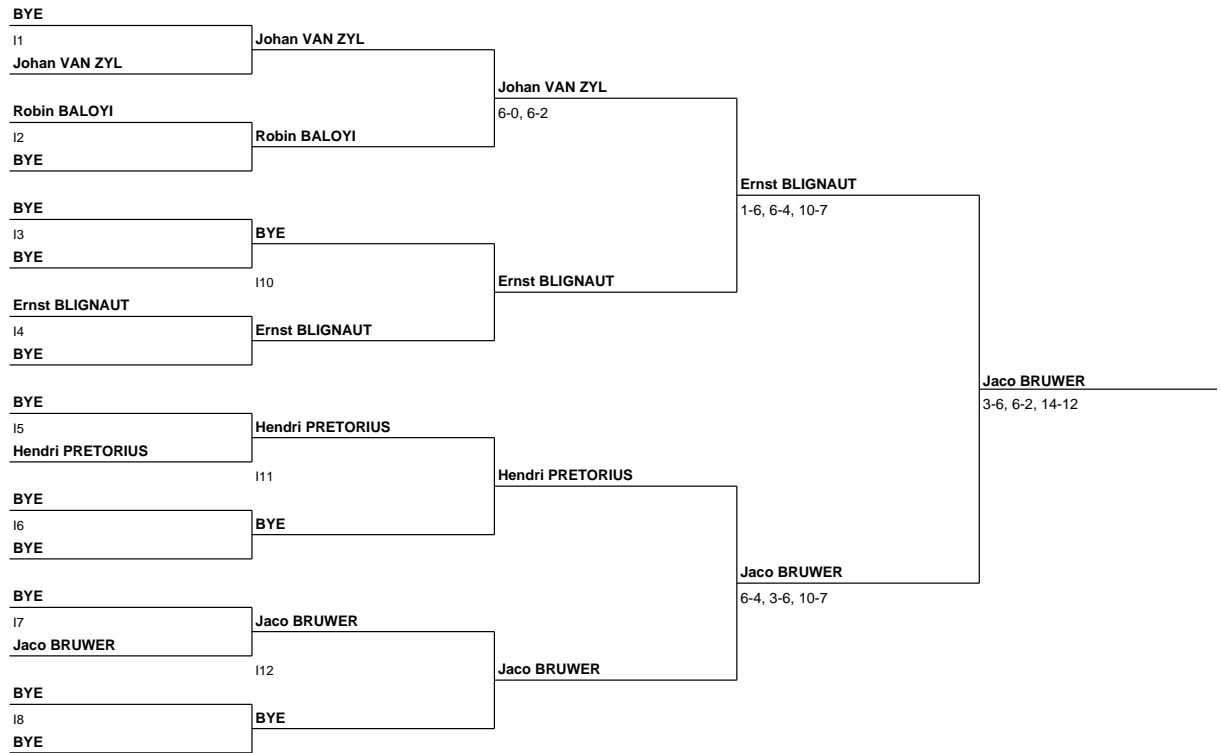 BYE
I1
Johan VAN ZYL
Robin BALOYI
I2
BYE
BYE
I3
BYE
Ernst BLIGNAUT
I4
BYE
BYE
I5
Hendri PRETORIUS
BYE
I6
BYE
BYE
I7
Jaco BRUWER
BYE
I8
BYE
Johan VAN ZYL
Robin BALOYI
BYE
I10
Ernst BLIGNAUT
Hendri PRETORIUS
I11
BYE
Jaco BRUWER
I12
BYE
Johan VAN ZYL
6-0, 6-2
Ernst BLIGNAUT
Hendri PRETORIUS
Jaco BRUWER
Ernst BLIGNAUT
1-6, 6-4, 10-7
Jaco BRUWER
6-4, 3-6, 10-7
Jaco BRUWER
3-6, 6-2, 14-12